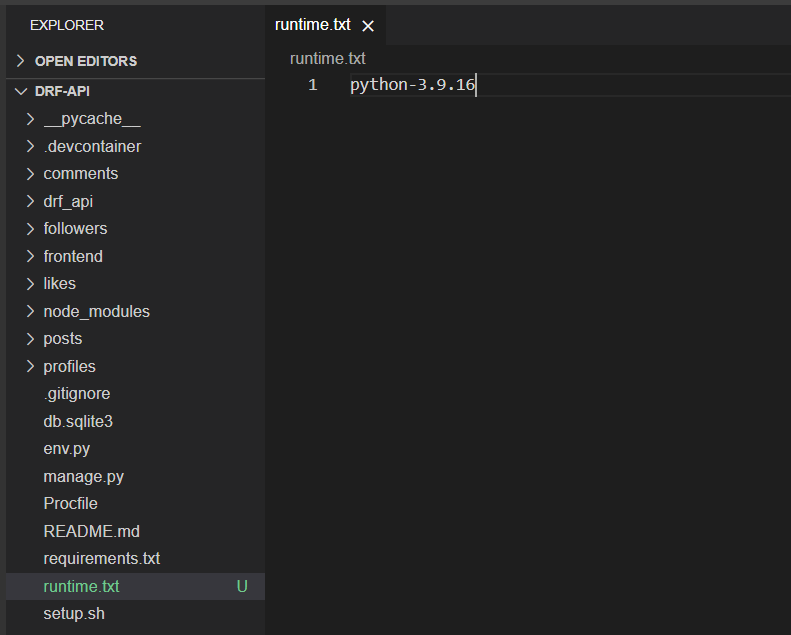 EXPLORER
OPEN EDITORS
DRF-API
__pycache__
.devcontainer
comments
drf_api
followers
frontend
likes
node_modules
posts
profiles
.gitignore
db.sqlite3
env.py
manage.py
Procfile
README.md
requirements.txt
runtime.txt U
setup.sh
runtime.txt
runtime.txt
1 python-3.9.16